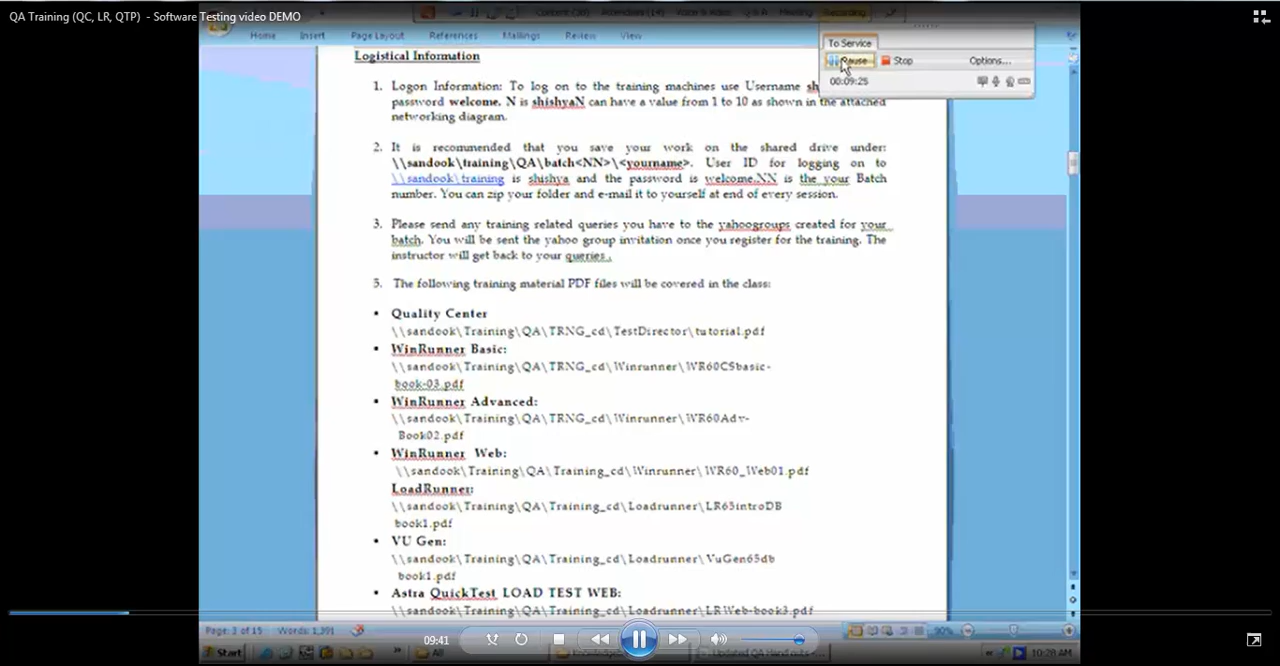 QA Training (QC, LR, QTP) - Software Testing video DEMO
Recording
Home Insert Page Layout References Mailings Review View
To Service
Pause Stop Options...
00:09:25
Logistical Information
1. Logon Information: To log on to the training machines use Username sh
password welcome. N is shishyaN can have a value from 1 to 10 as shown in the attached
networking diagram.
2. It is recommended that you save your work on the shared drive under:
\\sandook\training\QA\batch<NN>\<yourname>. User ID for logging on to
\\sandook\training is shishya and the password is welcome.NN is the your Batch
number. You can zip your folder and e-mail it to yourself at end of every session.
3. Please send any training related queries you have to the yahoogroups created for your
batch. You will be sent the yahoo group invitation once you register for the training. The
instructor will get back to your queries .
5. The following training material PDF files will be covered in the class:
• Quality Center
\\sandook\Training\QA\TRNG_cd\TestDirector\tutorial.pdf
• WinRunner Basic:
\\sandook\Training\QA\TRNG_cd\Winrunner\WR60CSbasic-
book-03.pdf
• WinRunner Advanced:
\\sandook\Training\QA\TRNG_cd\Winrunner\WR60Adv-
Book02.pdf
• WinRunner Web:
\\sandook\Training\QA\Training_cd\Winrunner\WR60_Web01.pdf
LoadRunner:
\\sandook\Training\QA\Training_cd\Loadrunner\LR65introDB
book1.pdf
• VU Gen:
\\sandook\Training\QA\Training_cd\Loadrunner\VuGen65db
book1.pdf
• Astra QuickTest LOAD TEST WEB:
\\sandook\Training\QA\Training_cd\Loadrunner\LRWeb-book3.pdf
Page: 3 of 15 Words: 1,391 90%
09:41
Start All Updated QA Hand outs 10:28 AM